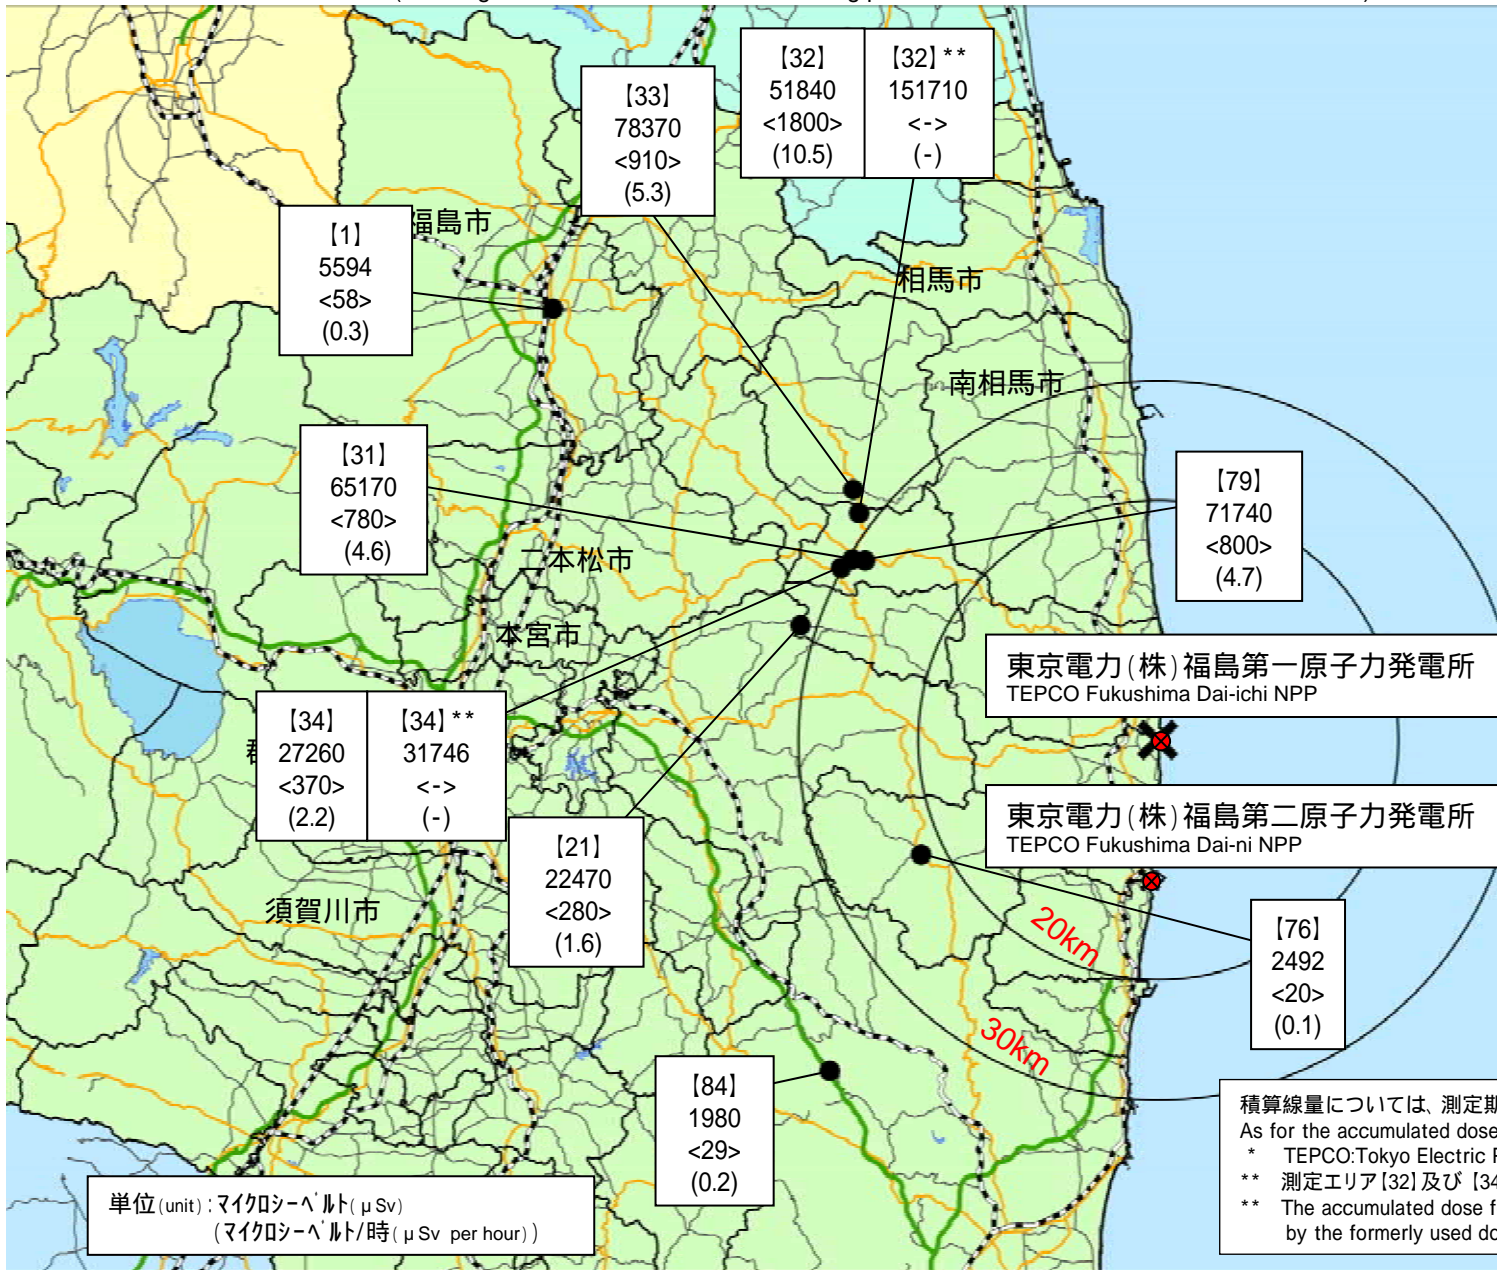 【32】
51840
<1800>
(10.5)
【32】**
151710
<->
(-)
【33】
78370
<910>
(5.3)
【1】
5594
<58>
(0.3)
福島市
相馬市
南相馬市
【31】
65170
<780>
(4.6)
【79】
71740
<800>
(4.7)
二本松市
本宮市
東京電力(株)福島第一原子力発電所
TEPCO Fukushima Dai-ichi NPP
【34】
27260
<370>
(2.2)
【34】**
31746
<->
(-)
東京電力(株)福島第二原子力発電所
TEPCO Fukushima Dai-ni NPP
【21】
22470
<280>
(1.6)
須賀川市
20km
【76】
2492
<20>
(0.1)
30km
【84】
1980
<29>
(0.2)
単位(unit):マイクロシーベルト(μSv)
(マイクロシーベルト/時(μSv per hour))
積算線量については、測定期
As for the accumulated dose
* TEPCO:Tokyo Electric
** 測定エリア【32】及び【34
** The accumulated dose
by the formerly used